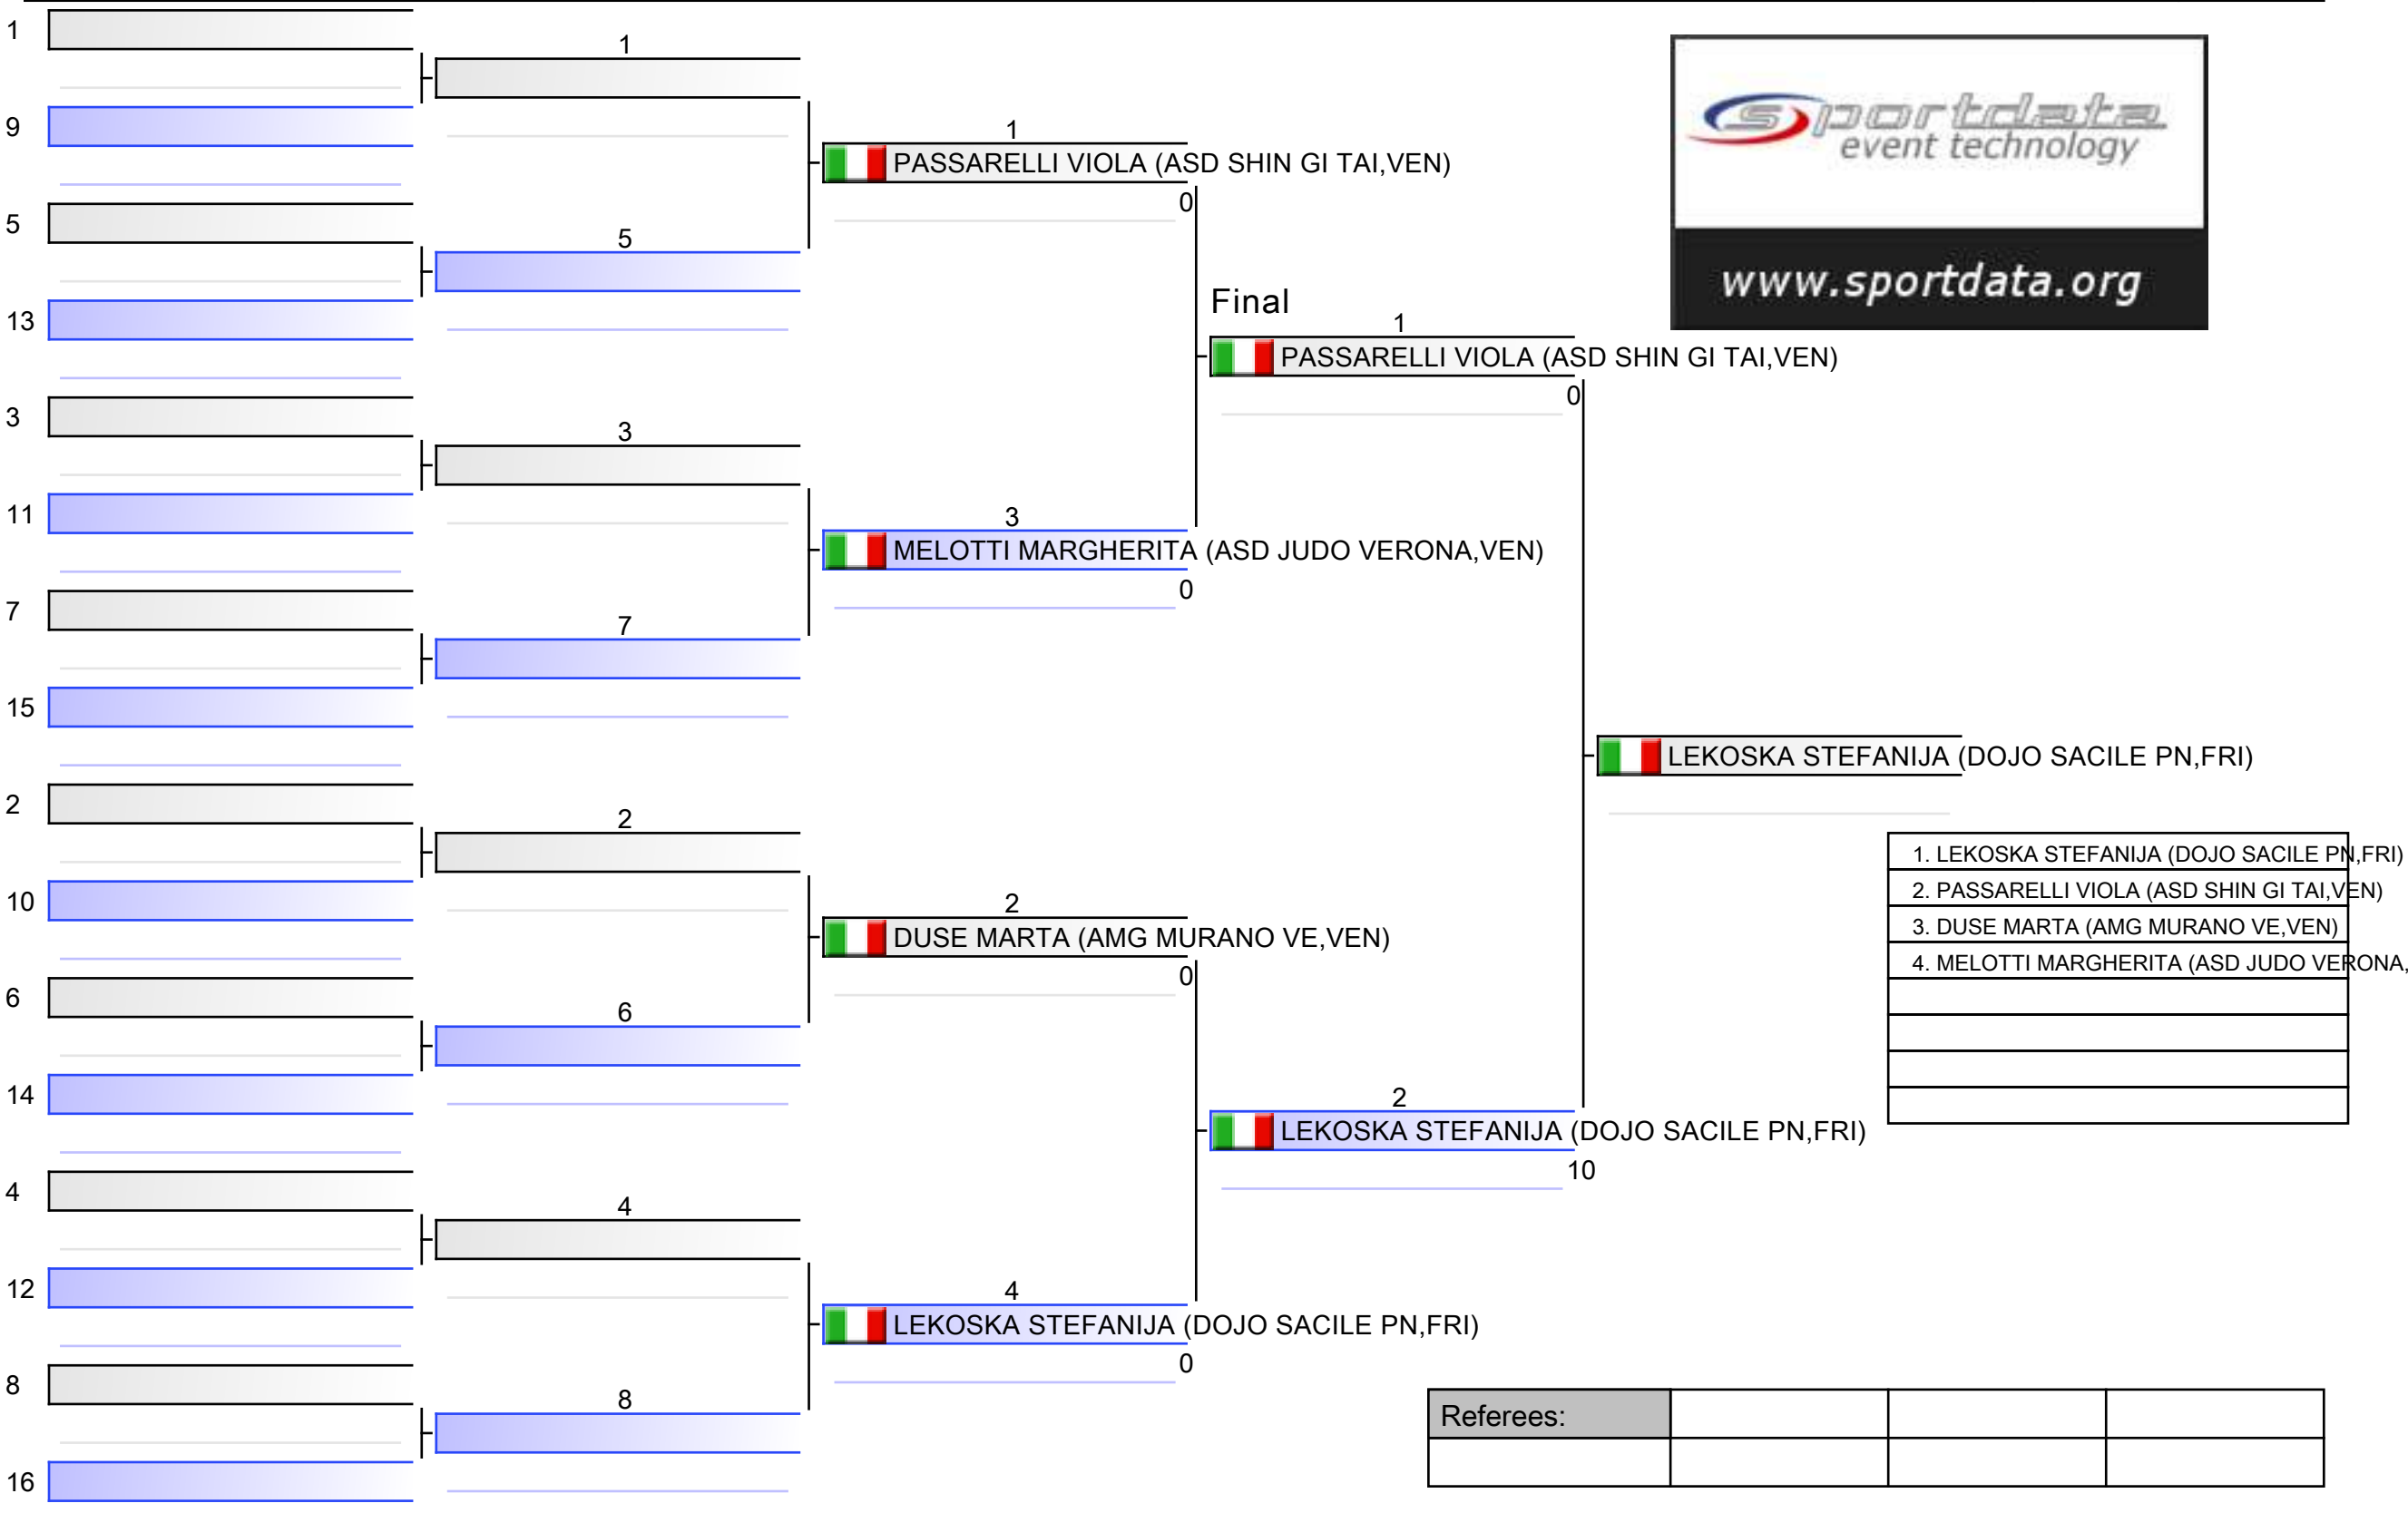 1
9
5
13
3
11
7
15
2
10
6
14
4
12
8
16
1
5
3
7
2
6
4
8
1
PASSARELLI VIOLA (ASD SHIN GI TAI,VEN)
0
3
MELOTTI MARGHERITA (ASD JUDO VERONA,VEN)
0
2
DUSE MARTA (AMG MURANO VE,VEN)
0
4
LEKOSKA STEFANIJA (DOJO SACILE PN,FRI)
0
Final
1
PASSARELLI VIOLA (ASD SHIN GI TAI,VEN)
0
2
LEKOSKA STEFANIJA (DOJO SACILE PN,FRI)
10
LEKOSKA STEFANIJA (DOJO SACILE PN,FRI)
sportdata
event technology
www.sportdata.org
1. LEKOSKA STEFANIJA (DOJO SACILE PN,FRI)
2. PASSARELLI VIOLA (ASD SHIN GI TAI,VEN)
3. DUSE MARTA (AMG MURANO VE,VEN)
4. MELOTTI MARGHERITA (ASD JUDO VERONA,
Referees: